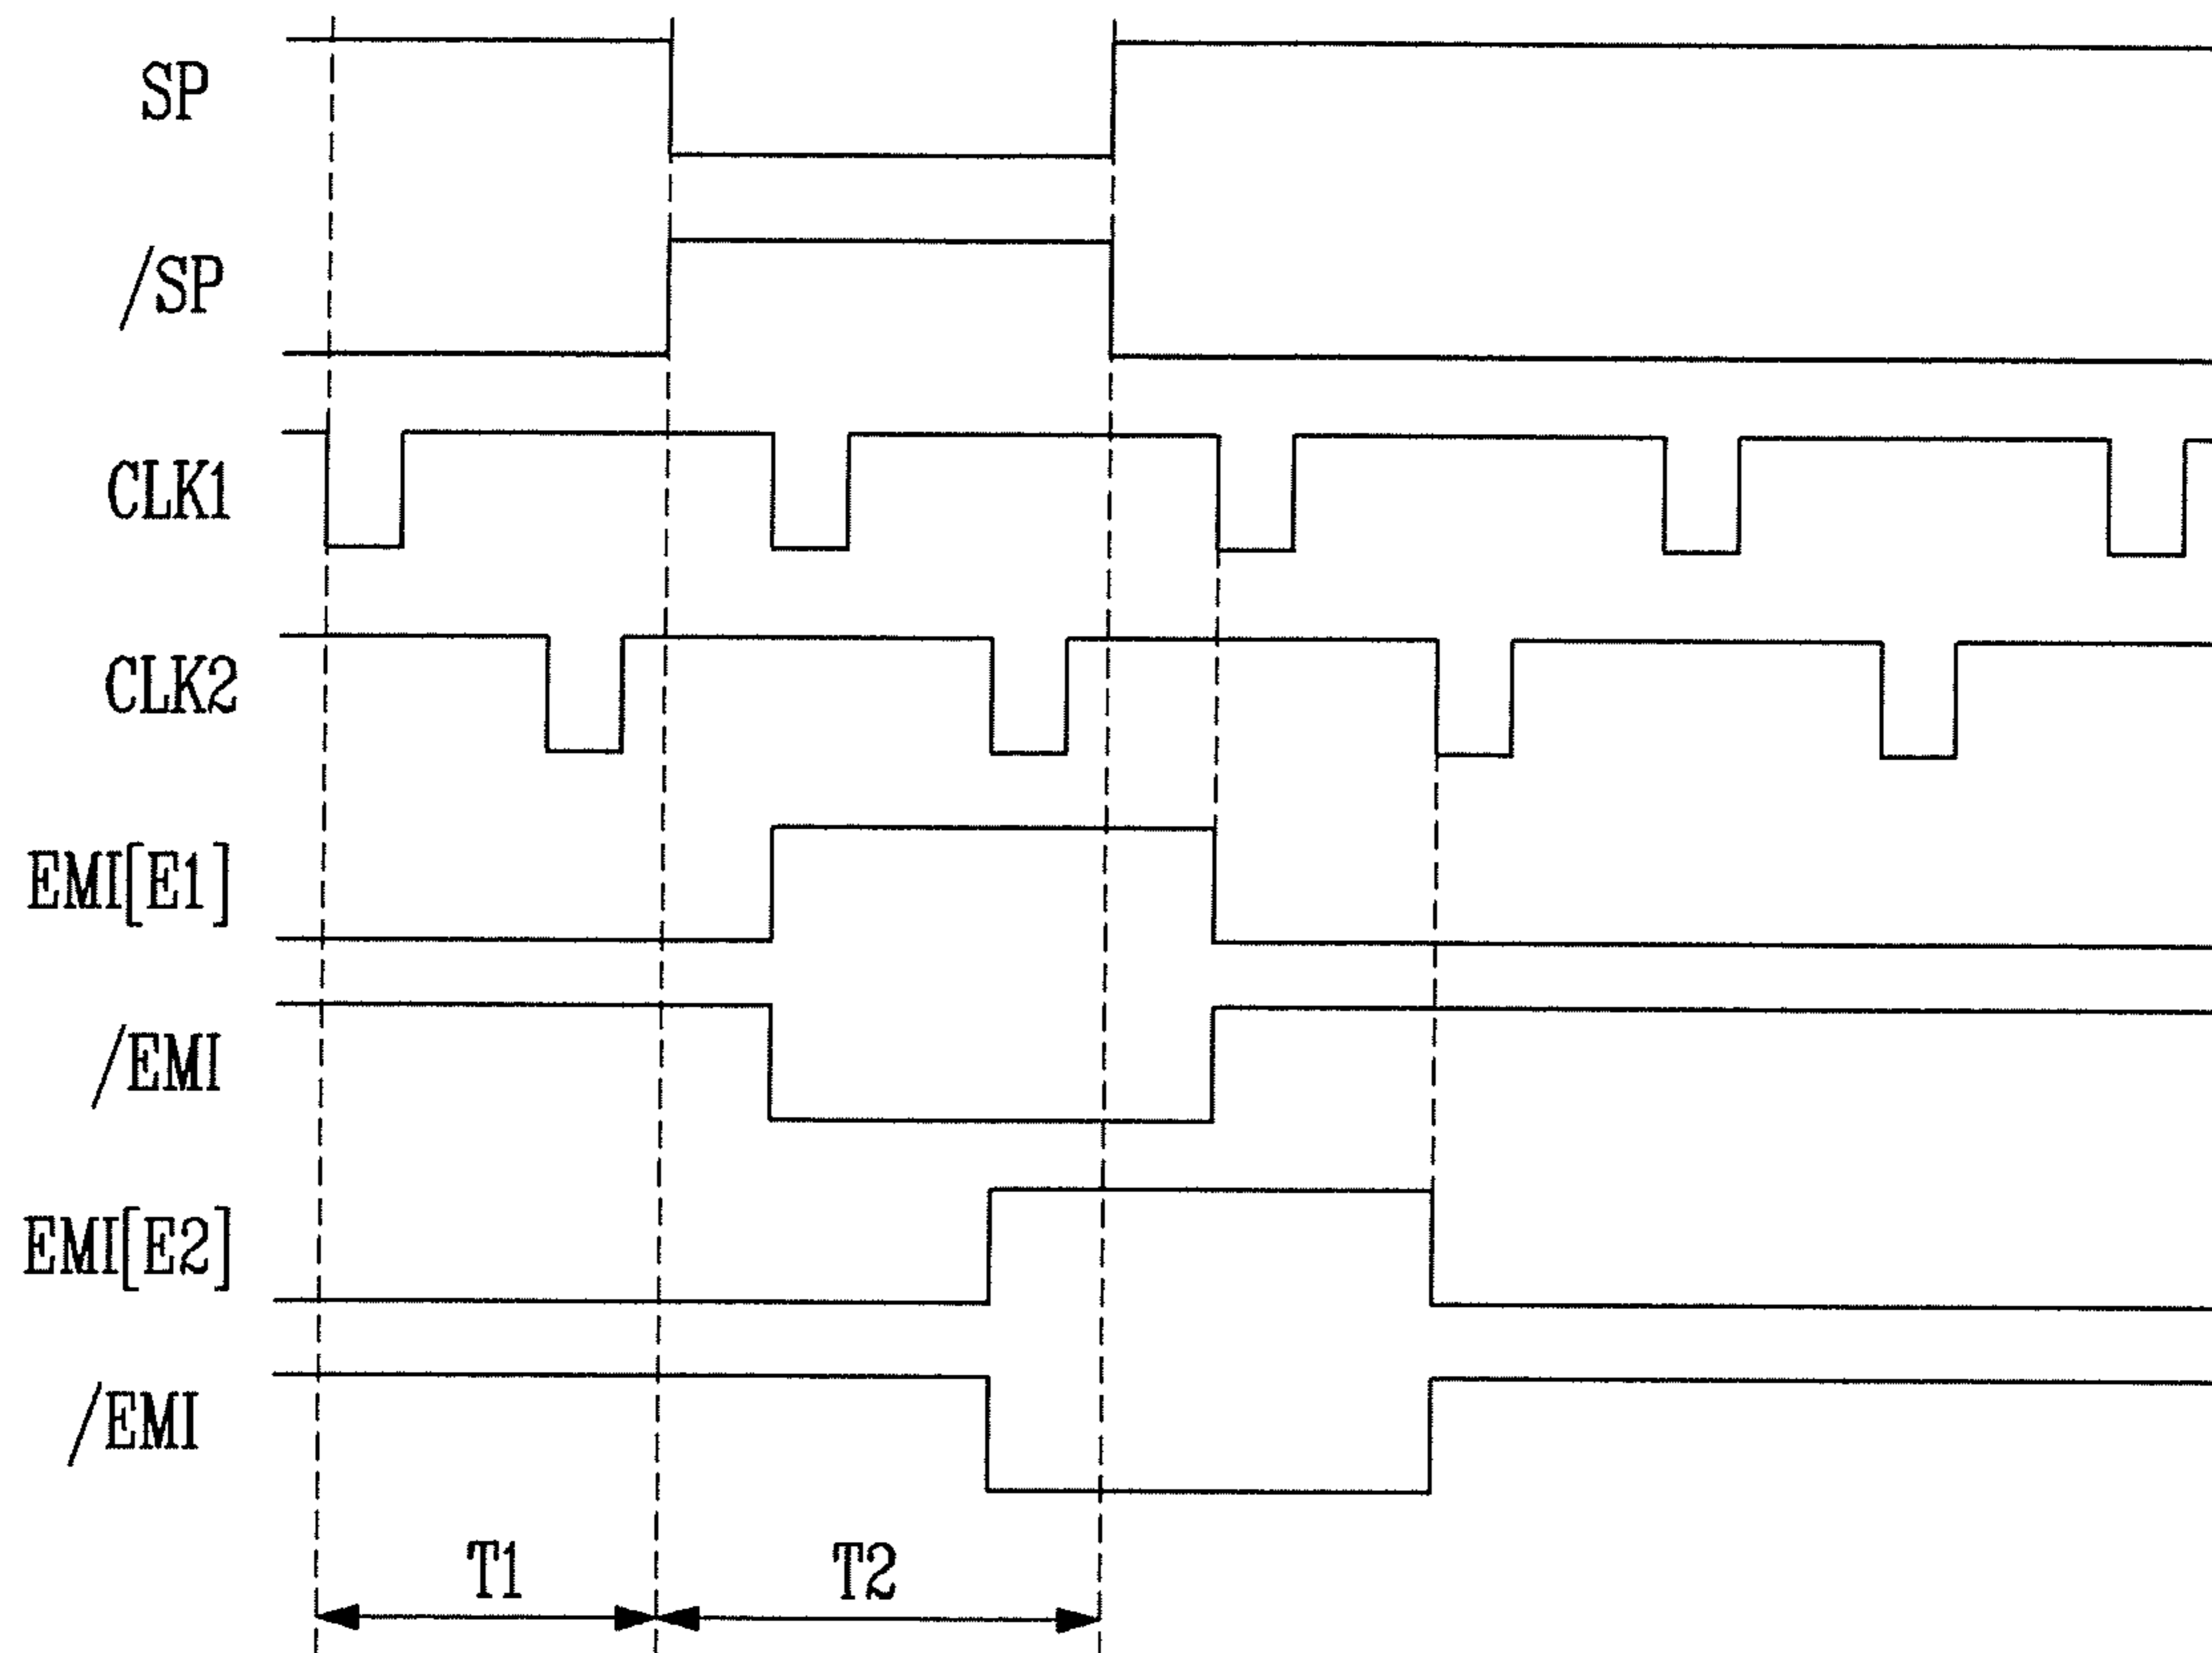 SP
/SP
CLK1
CLK2
EMI[E1]
/EMI
EMI[E2]
/EMI
T1 T2